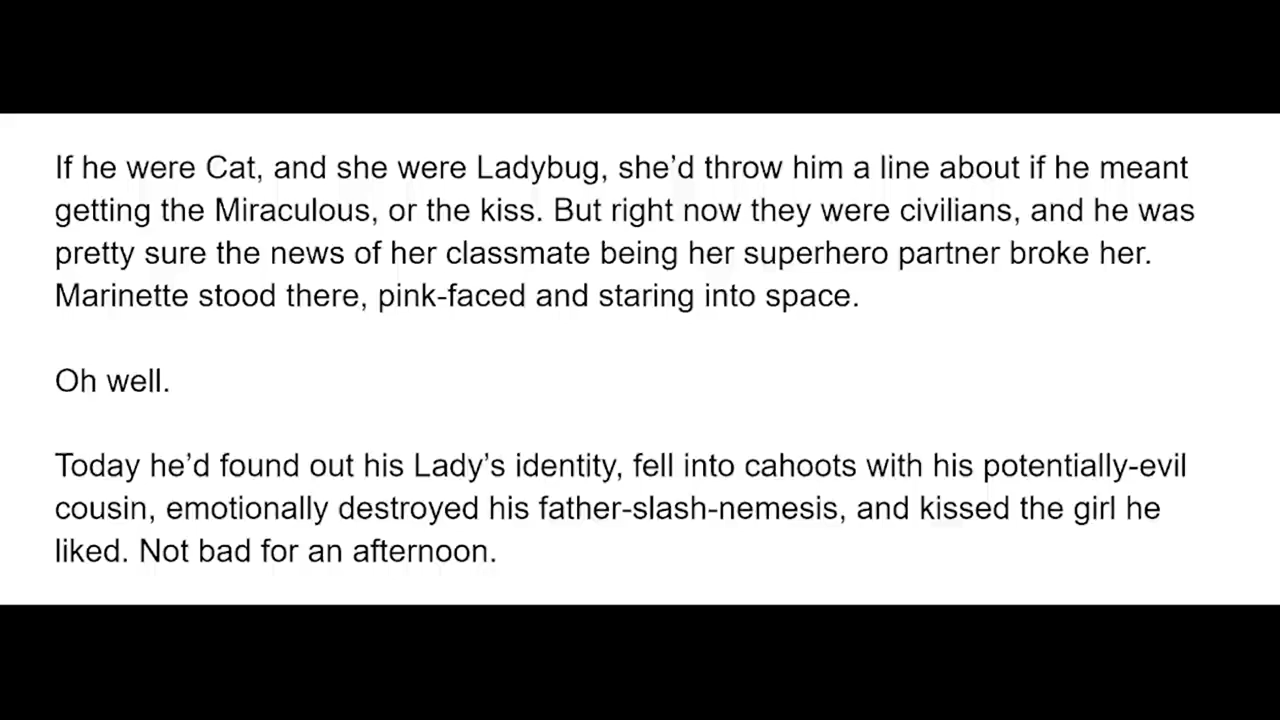 If he were Cat, and she were Ladybug, she’d throw him a line about if he meant
getting the Miraculous, or the kiss. But right now they were civilians, and he was
pretty sure the news of her classmate being her superhero partner broke her.
Marinette stood there, pink-faced and staring into space.
Oh well.
Today he’d found out his Lady’s identity, fell into cahoots with his potentially-evil
cousin, emotionally destroyed his father-slash-nemesis, and kissed the girl he
liked. Not bad for an afternoon.